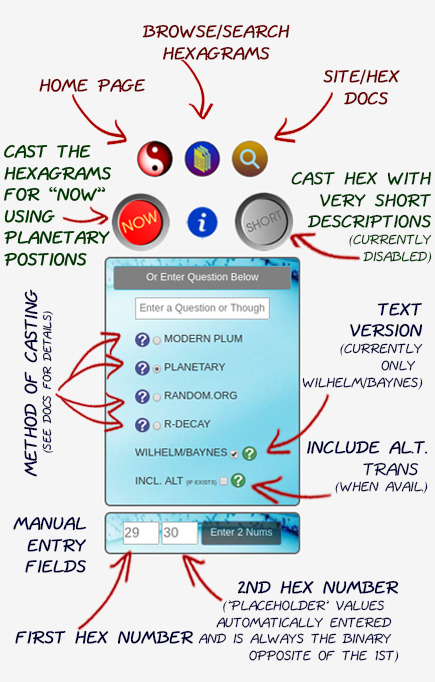 BROWSE/SEARCH
HEXAGRAMS
HOME PAGE
SITE/HEX
DOCS
CAST THE
HEXAGRAMS
FOR "NOW"
USING
PLANETARY
POSTIONS
NOW
i
SHORT
CAST HEX WITH
VERY SHORT
DESCRIPTIONS
(CURRENTLY
DISABLED)
Or Enter Question Below
Enter a Question or Though
METHOD OF CASTING
(SEE DOCS FOR DETAILS)
? MODERN PLUM
? PLANETARY
? RANDOM.ORG
? R-DECAY
WILHELM/BAYNES ?
INCL. ALT (IF EXISTS) ?
TEXT
VERSION
(CURRENTLY
ONLY
WILHELM/BAYNES)
INCLUDE ALT.
TRANS
(WHEN AVAIL.)
MANUAL
ENTRY
FIELDS
29 30 Enter 2 Nums
FIRST HEX NUMBER
2ND HEX NUMBER
("PLACEHOLDER" VALUES
AUTOMATICALLY ENTERED
AND IS ALWAYS THE BINARY
OPPOSITE OF THE 1ST)